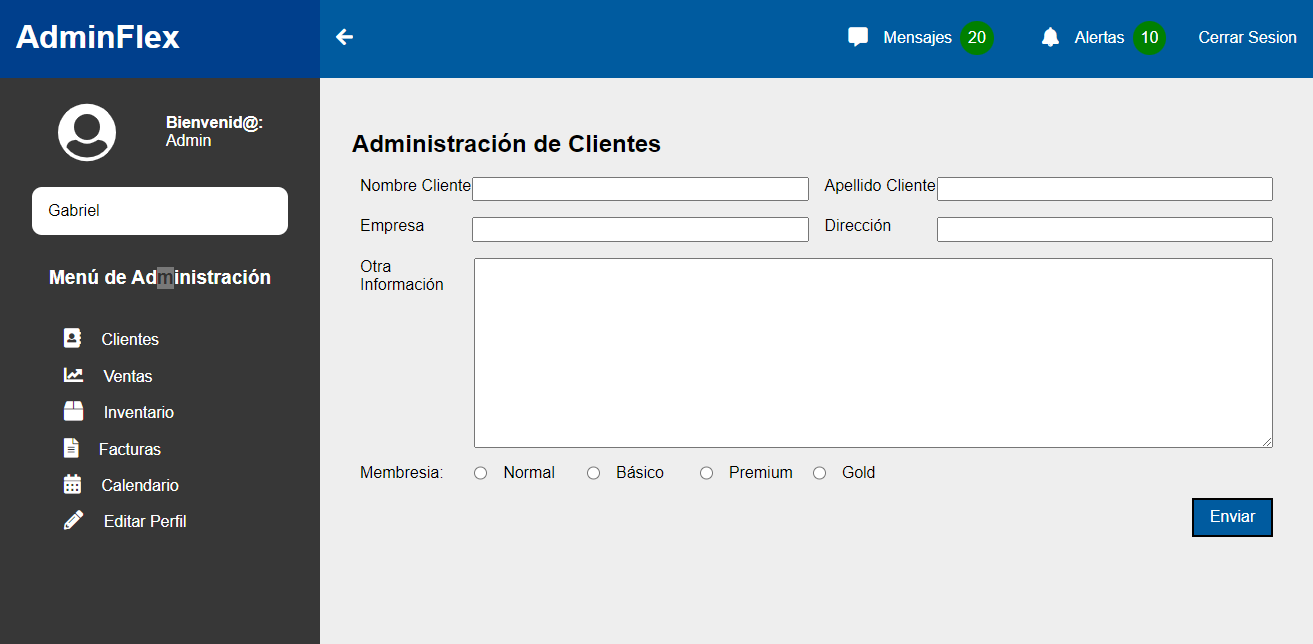 AdminFlex
Mensajes 20 Alertas 10 Cerrar Sesion
Bienvenid@:
Admin
Gabriel
Menú de Administración
Clientes
Ventas
Inventario
Facturas
Calendario
Editar Perfil
Administración de Clientes
Nombre Cliente Apellido Cliente
Empresa Dirección
Otra
Información
Membresia: Normal Básico Premium Gold
Enviar